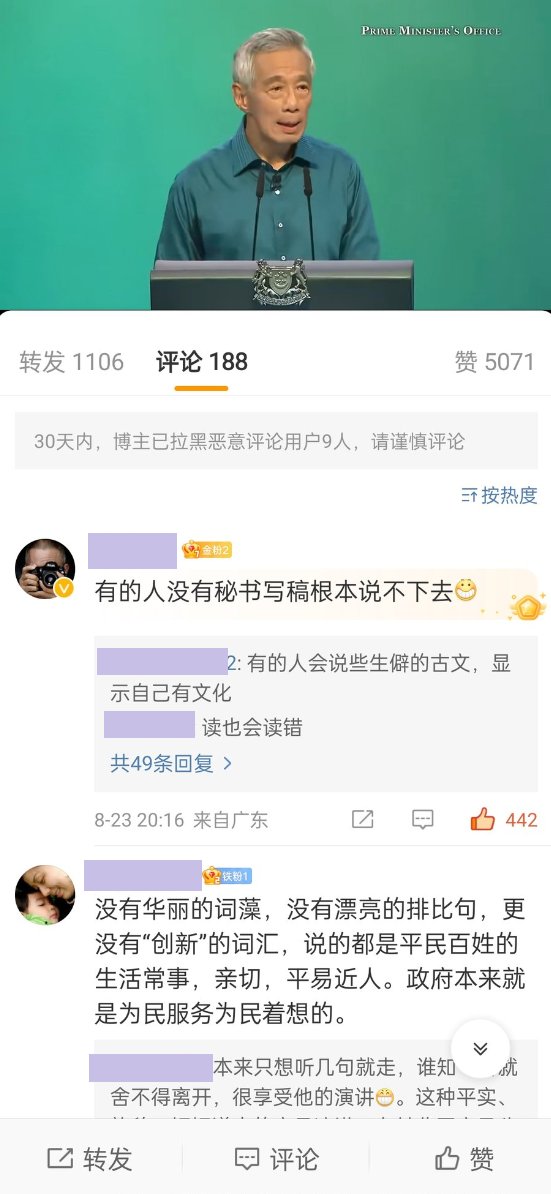 PRIME MINISTER'S OFFICE
转发 1106
评论 188
赞 5071
30天内，博主已拉黑恶意评论用户9人，请谨慎评论
按热度
金粉2
有的人没有秘书写稿根本说不下去😁
2: 有的人会说些生僻的古文，显
示自己有文化
读也会读错
共49条回复 >
8-23 20:16 来自广东
442
铁粉1
没有华丽的词藻，没有漂亮的排比句，更
没有“创新”的词汇，说的都是平民百姓的
生活常事，亲切，平易近人。政府本来就
是为民服务为民着想的。
本来只想听几句就走，谁知
就
舍不得离开，很享受他的演讲😁。这种平实、
转发
评论
赞